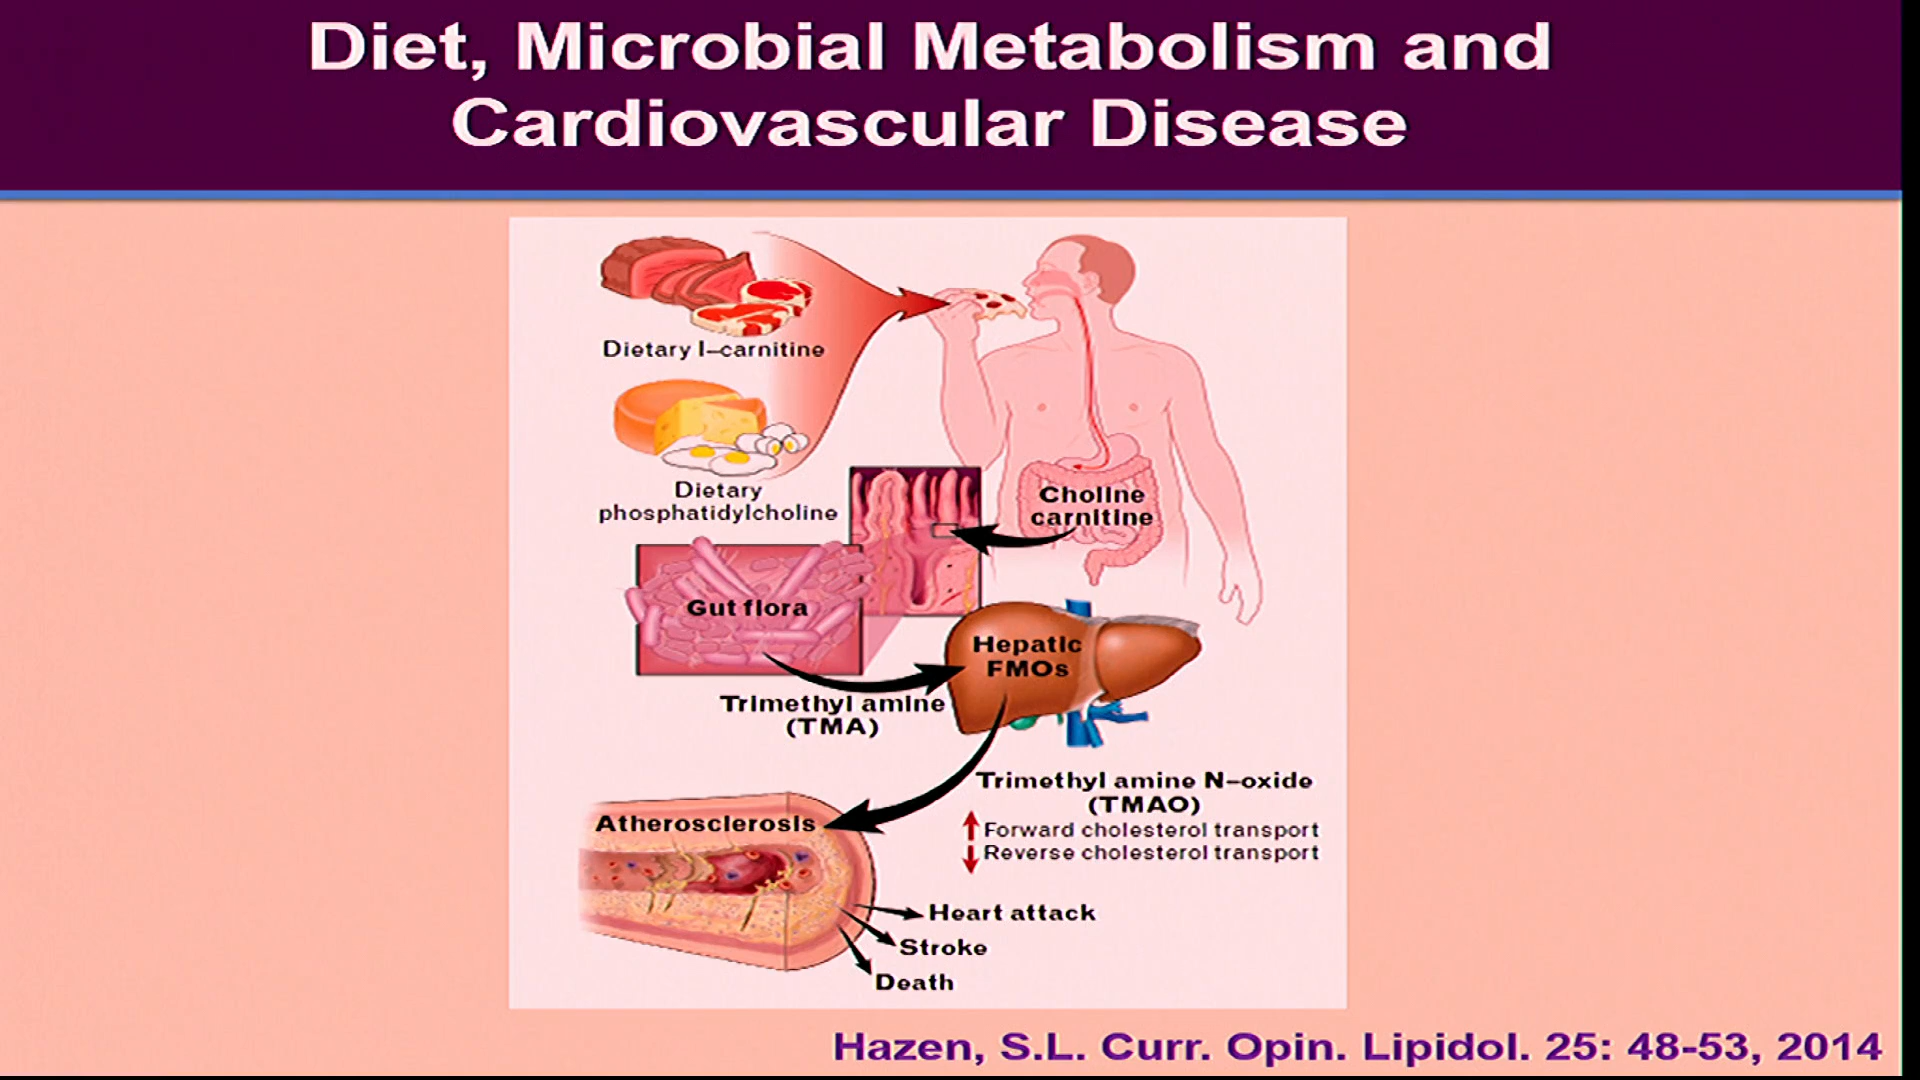 Diet, Microbial Metabolism and
Cardiovascular Disease
Dietary l–carnitine
Dietary
phosphatidylcholine
Choline
carnitine
Gut flora
Hepatic
FMOs
Trimethyl amine
(TMA)
Trimethyl amine N–oxide
(TMAO)
Forward cholesterol transport
Reverse cholesterol transport
Atherosclerosis
Heart attack
Stroke
Death
Hazen, S.L. Curr. Opin. Lipidol. 25: 48-53, 2014